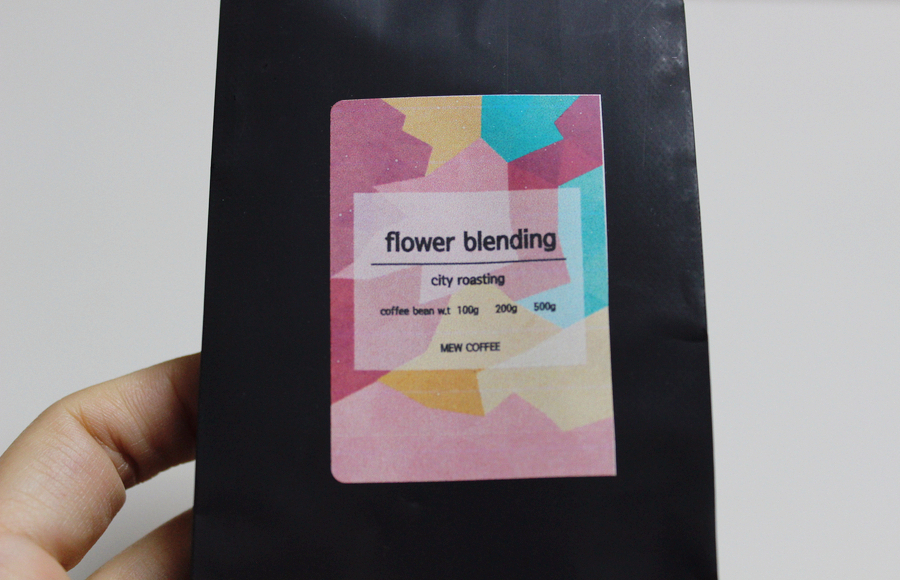 flower blending
city roasting
coffee bean w.t 100g 200g 500g
MEW COFFEE